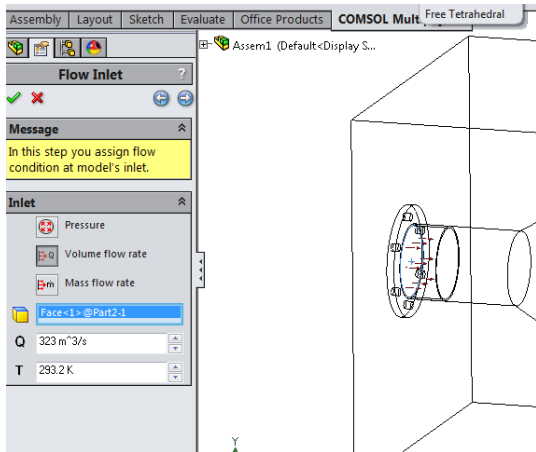 Assembly Layout Sketch Evaluate Office Products COMSOL Mult
Free Tetrahedral
Assem1 (Default<Display S...
Flow Inlet ?
Message
In this step you assign flow
condition at model's inlet.
Inlet
Pressure
Q Volume flow rate
ṁ Mass flow rate
Face<1>@Part2-1
Q 323 m^3/s
T 293.2 K
Y